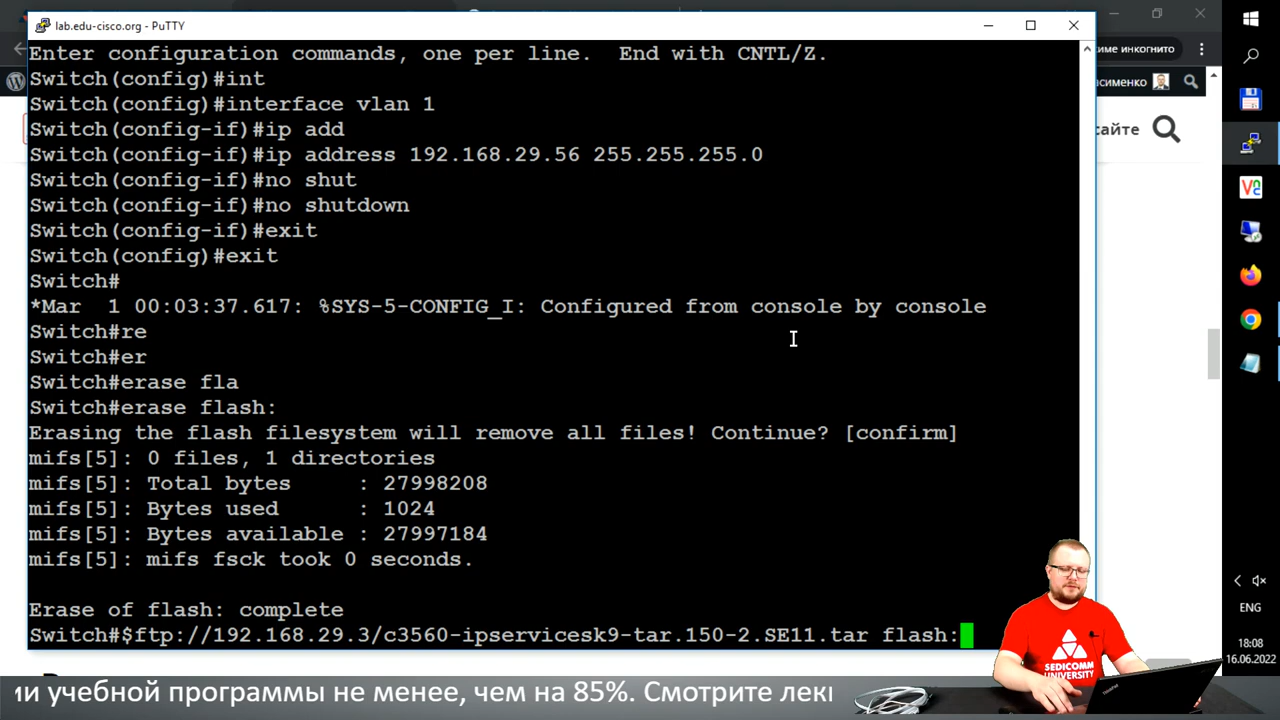 lab.edu-cisco.org - PuTTY
Enter configuration commands, one per line.  End with CNTL/Z.
Switch(config)#int
Switch(config)#interface vlan 1
Switch(config-if)#ip add
Switch(config-if)#ip address 192.168.29.56 255.255.255.0
Switch(config-if)#no shut
Switch(config-if)#no shutdown
Switch(config-if)#exit
Switch(config)#exit
Switch#
*Mar  1 00:03:37.617: %SYS-5-CONFIG_I: Configured from console by console
Switch#re
Switch#er
Switch#erase fla
Switch#erase flash:
Erasing the flash filesystem will remove all files! Continue? [confirm]
mifs[5]: 0 files, 1 directories
mifs[5]: Total bytes     : 27998208
mifs[5]: Bytes used      : 1024
mifs[5]: Bytes available : 27997184
mifs[5]: mifs fsck took 0 seconds.
Erase of flash: complete
Switch#$ftp://192.168.29.3/c3560-ipservicesk9-tar.150-2.SE11.tar flash:
инкогнито
сайте
ENG
18:08
16.06.2022
SEDICOMM
UNIVERSITY
ии учебной программы не менее, чем на 85%. Смотрите лек